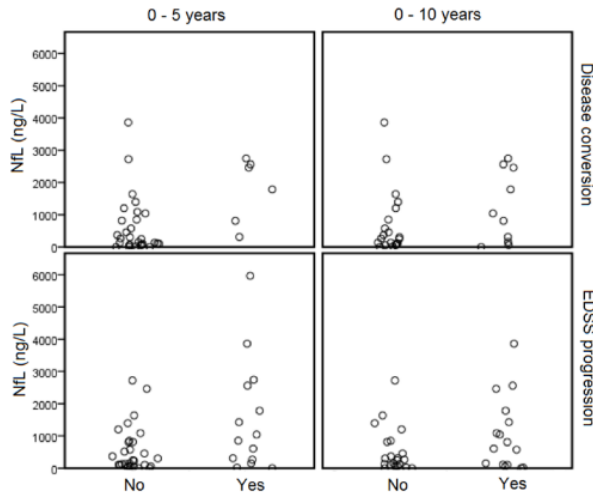 0 - 5 years
0 - 10 years
NfL (ng/L)
6000
5000
4000
3000
2000
1000
0
Disease conversion
NfL (ng/L)
6000
5000
4000
3000
2000
1000
0
EDSS progression
No
Yes
No
Yes